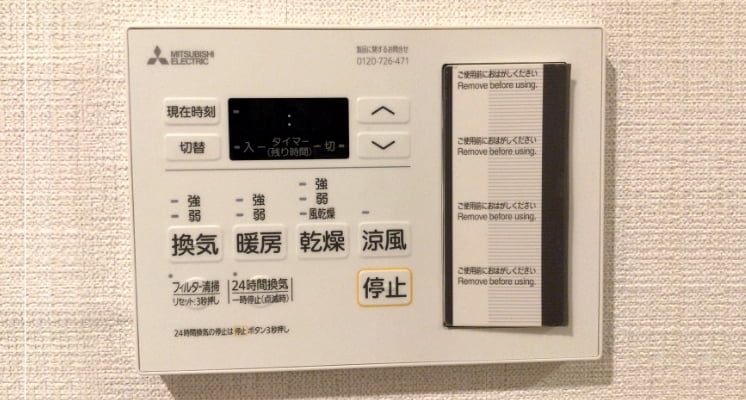 MITSUBISHI
ELECTRIC
製品に関するお問合せ
0120-726-471
現在時刻
切替
:
タイマー
入 (残り時間) 切
強
弱
強
弱
強
弱
風乾燥
換気
暖房
乾燥
涼風
フィルター清掃
リセット:3秒押し
24時間換気
一時停止(点滅時)
停止
24時間換気の停止は 停止 ボタン3秒押し
ご使用前におはがしください
Remove before using.
ご使用前におはがしください
Remove before using.
ご使用前におはがしください
Remove before using.
ご使用前におはがしください
Remove before using.